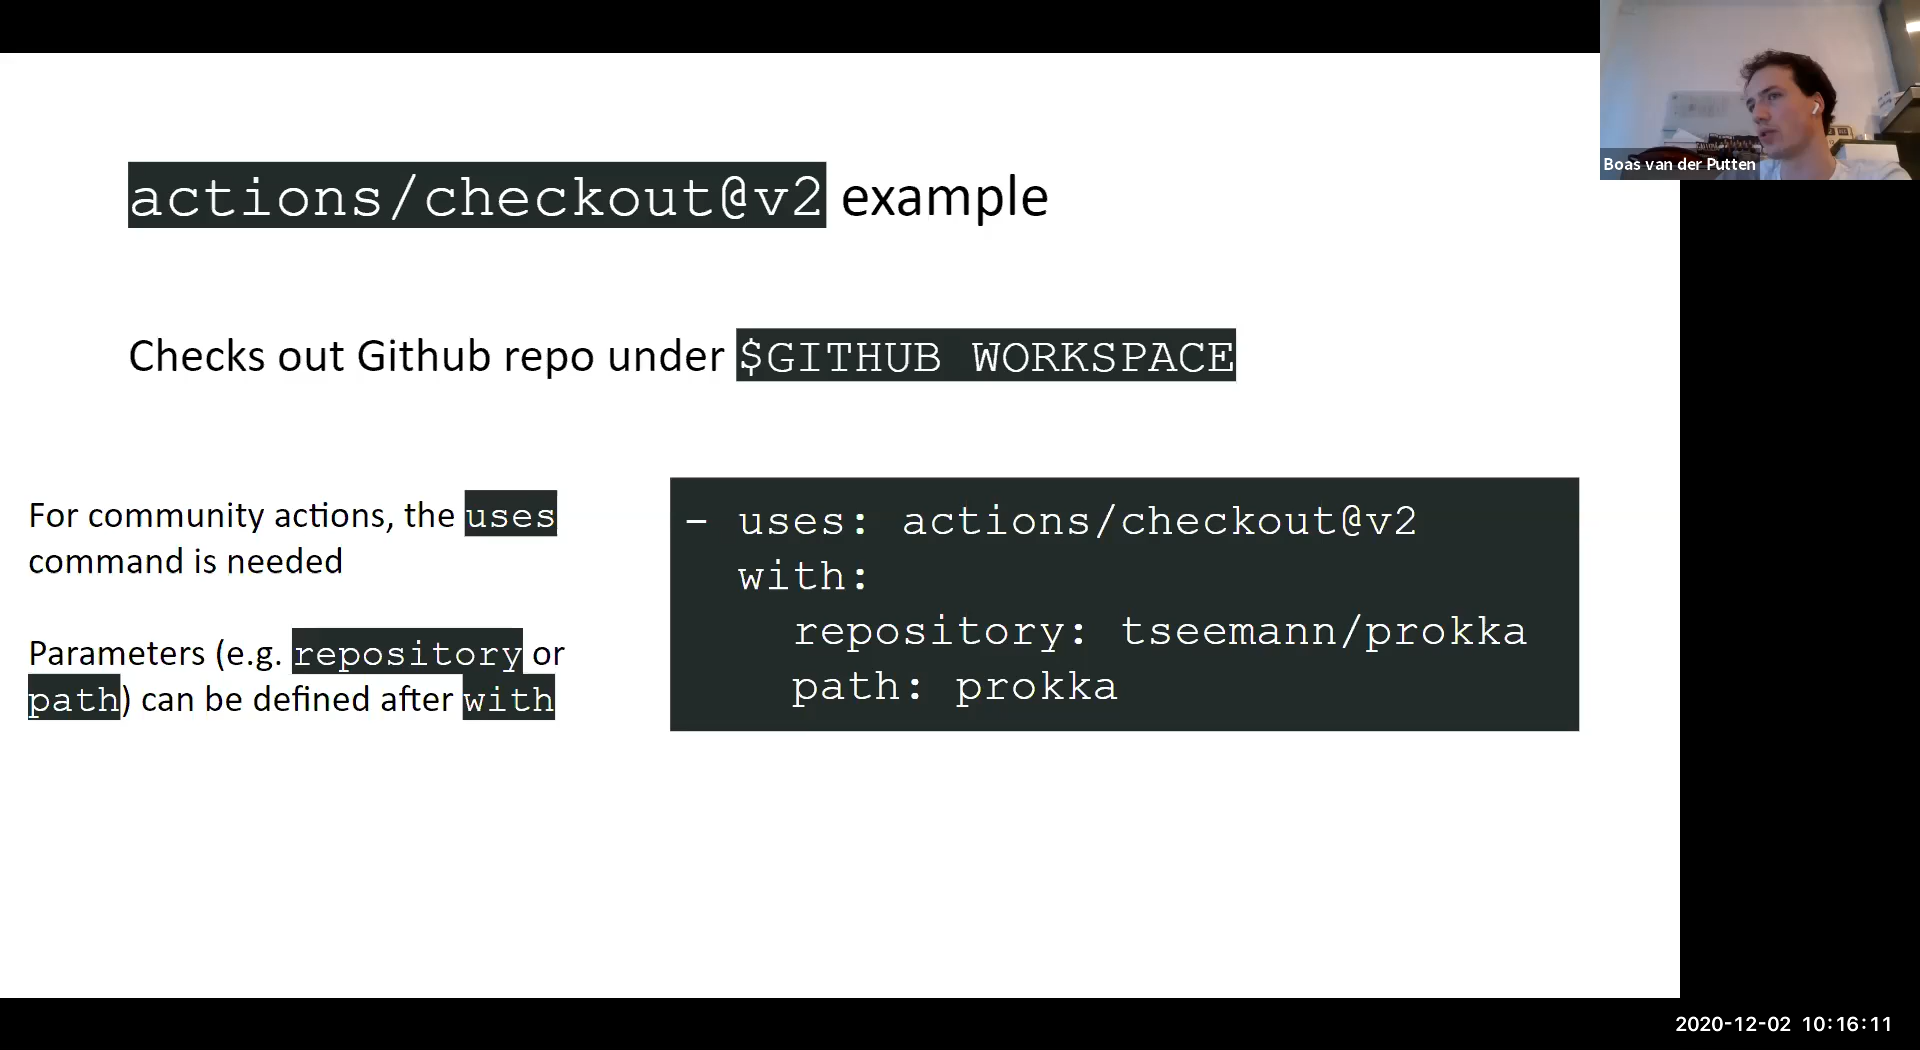 actions/checkout@v2 example
Checks out Github repo under $GITHUB WORKSPACE
For community actions, the uses
command is needed
Parameters (e.g. repository or
path) can be defined after with
- uses: actions/checkout@v2
with:
repository: tseemann/prokka
path: prokka
Boas van der Putten
2020-12-02 10:16:11